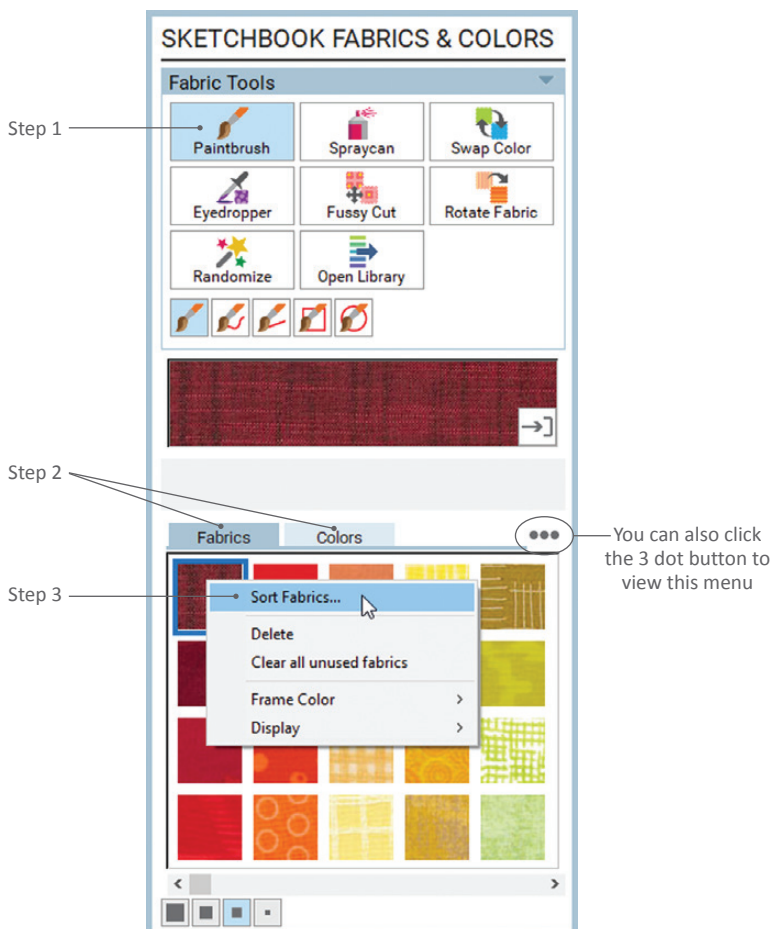 SKETCHBOOK FABRICS & COLORS
Fabric Tools
Step 1
Paintbrush
Spraycan
Swap Color
Eyedropper
Fussy Cut
Rotate Fabric
Randomize
Open Library
Step 2
Fabrics
Colors
You can also click
the 3 dot button to
view this menu
Step 3
Sort Fabrics...
Delete
Clear all unused fabrics
Frame Color
Display